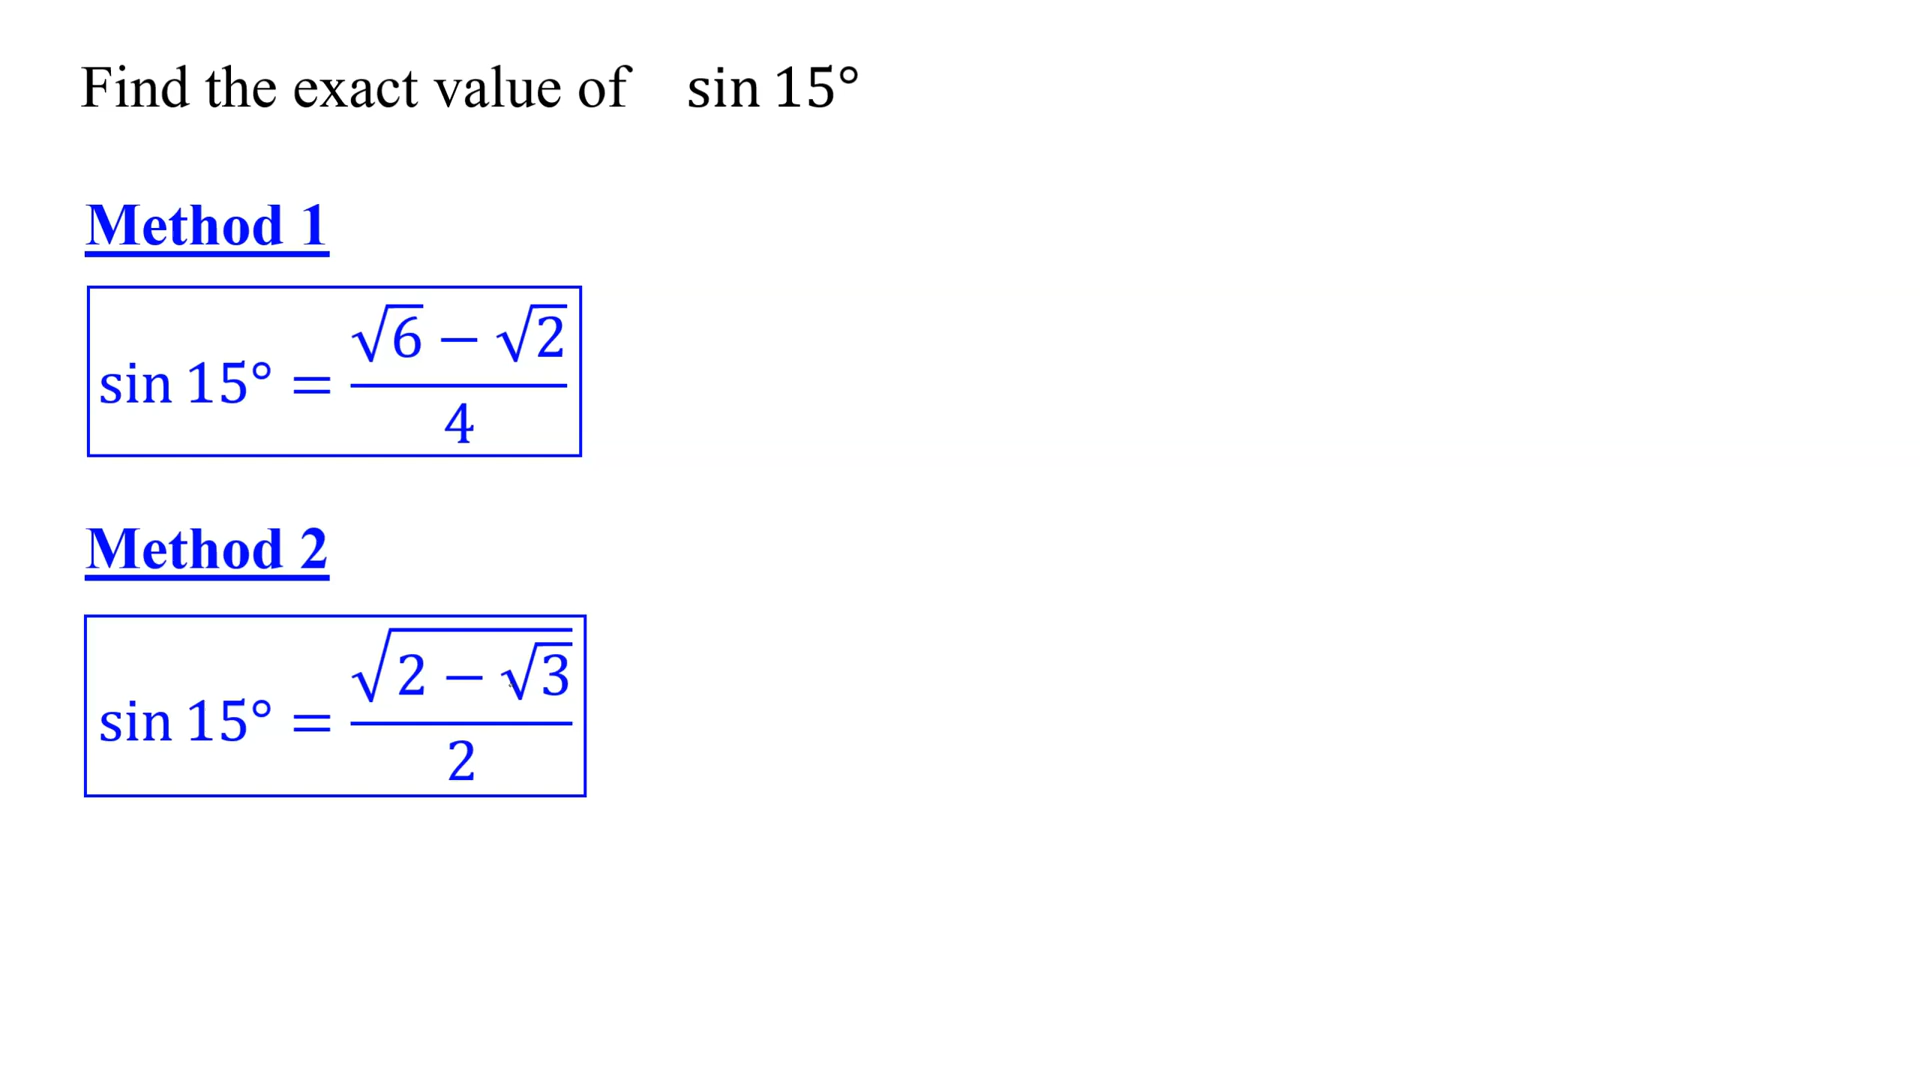 Find the exact value of sin 15°
Method 1
sin 15° = (√6 − √2)/4
Method 2
sin 15° = √(2 − √3)/2